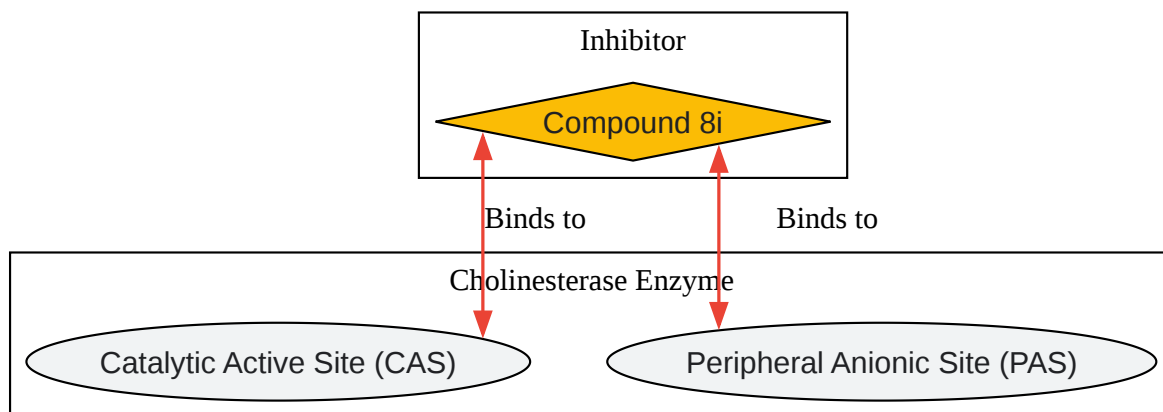 Inhibitor
Compound 8i
Binds to
Binds to
Cholinesterase Enzyme
Catalytic Active Site (CAS)
Peripheral Anionic Site (PAS)